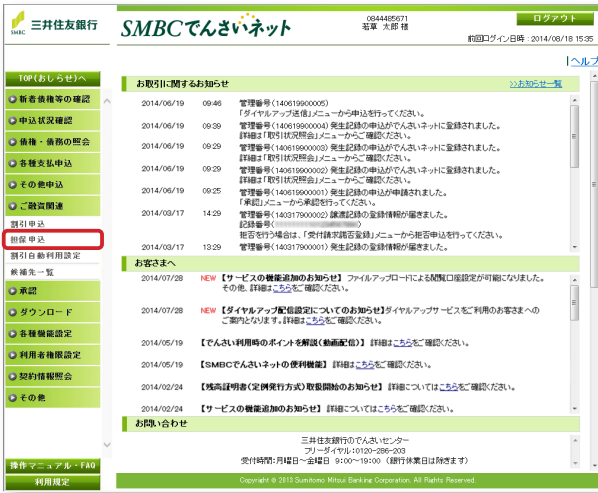 SMBC 三井住友銀行
SMBCでんさいネット
0844485671
若草 太郎 様
ログアウト
前回ログイン日時：2014/08/18 15:35
|ヘルプ
TOP(おしらせ)へ
新着債権等の確認
申込状況確認
債権・債務の照会
各種支払申込
その他申込
ご融資関連
割引申込
担保申込
割引自動利用設定
候補先一覧
承認
ダウンロード
各種機能設定
利用者権限設定
契約情報照会
その他
操作マニュアル・FAQ
利用規定
お取引に関するお知らせ
>>お知らせ一覧
2014/06/19 09:46 管理番号(140619900005)
「ダイヤルアップ送信」メニューから申込を行ってください。
2014/06/19 09:39 管理番号(140619900004) 発生記録の申込がでんさいネットに登録されました。
詳細は「取引状況照会」メニューからご確認ください。
2014/06/19 09:29 管理番号(140619900003) 発生記録の申込がでんさいネットに登録されました。
詳細は「取引状況照会」メニューからご確認ください。
2014/06/19 09:29 管理番号(140619900002) 発生記録の申込がでんさいネットに登録されました。
詳細は「取引状況照会」メニューからご確認ください。
2014/06/19 09:25 管理番号(140619900001) 発生記録の申込が申請されました。
「承認」メニューから承認を行ってください。
2014/03/17 14:29 管理番号(140317900002) 譲渡記録の登録情報が届きました。
記録番号(
拒否を行う場合は、「受付請求諾否登録」メニューから拒否申込を行ってください。
2014/03/17 13:29 管理番号(140317900001) 発生記録の登録情報が届きました。
お客さまへ
2014/07/28 NEW 【サービスの機能追加のお知らせ】 ファイルアップロードによる閲覧口座設定が可能になりました。
その他、詳細はこちらをご確認ください。
2014/07/28 NEW 【ダイヤルアップ配信設定についてのお知らせ】ダイヤルアップサービスをご利用のお客さまへの
ご案内となります。詳細はこちらをご確認ください。
2014/05/19 【でんさい利用時のポイントを解説(動画配信)】 詳細はこちらをご確認ください。
2014/05/19 【SMBCでんさいネットの便利機能】 詳細はこちらをご確認ください。
2014/02/24 【残高証明書(定例発行方式)取扱開始のお知らせ】 詳細についてはこちらをご確認ください。
2014/02/24 【サービスの機能追加のお知らせ】 詳細についてはこちらをご確認ください。
お問い合わせ
三井住友銀行のでんさいセンター
フリーダイヤル：0120-286-203
受付時間：月曜日～金曜日 9:00～19:00 (銀行休業日は除きます)
Copyright © 2013 Sumitomo Mitsui Banking Corporation. All Rights Reserved.